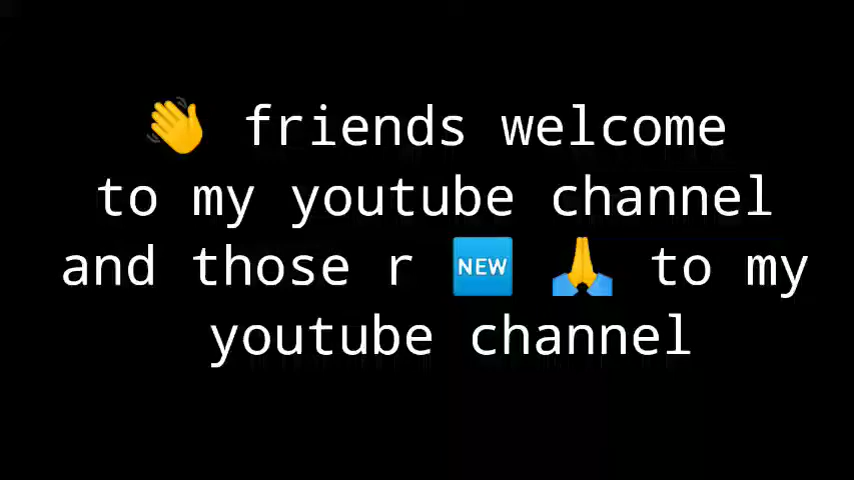 👋 friends welcome
to my youtube channel
and those r 🆕 🙏 to my
youtube channel